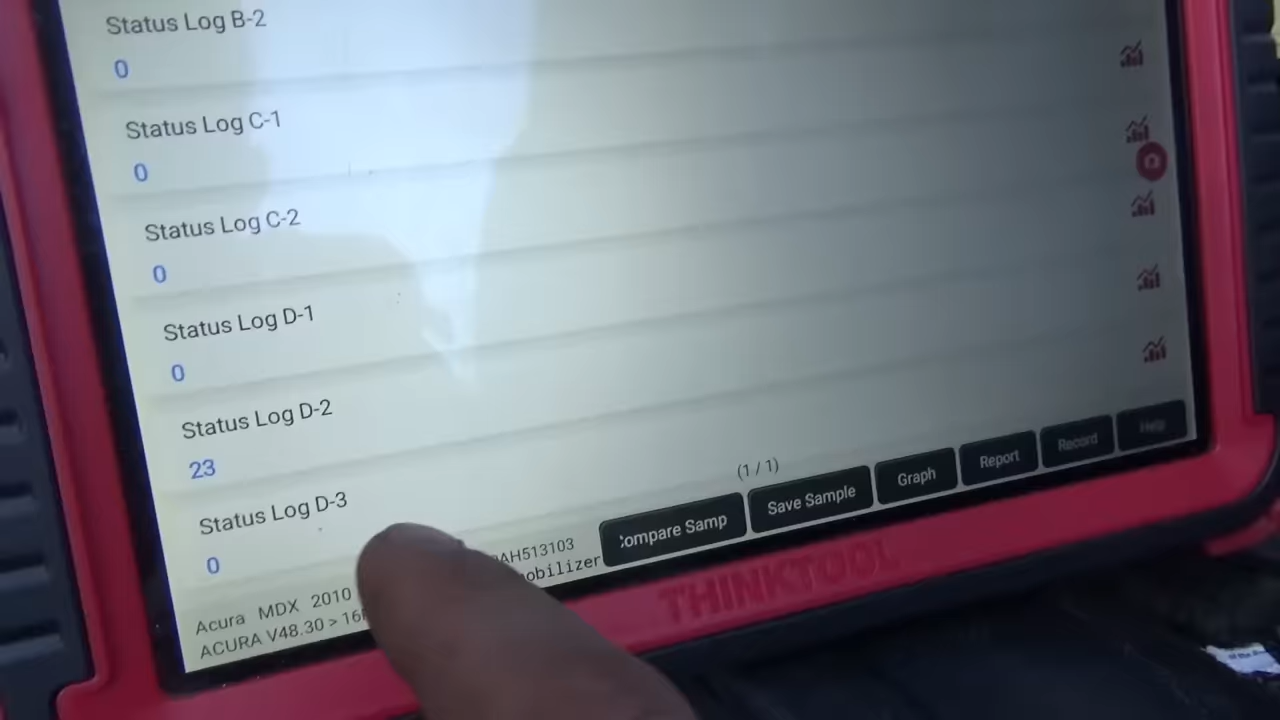 Status Log B-2
0
Status Log C-1
0
Status Log C-2
0
Status Log D-1
0
Status Log D-2
23
Status Log D-3
0
(1 / 1)
Compare Samp
Save Sample
Graph
Report
Record
Help
Acura MDX 2010
AH513103
ACURA V48.30 > 16
obilizer
THINKTOOL